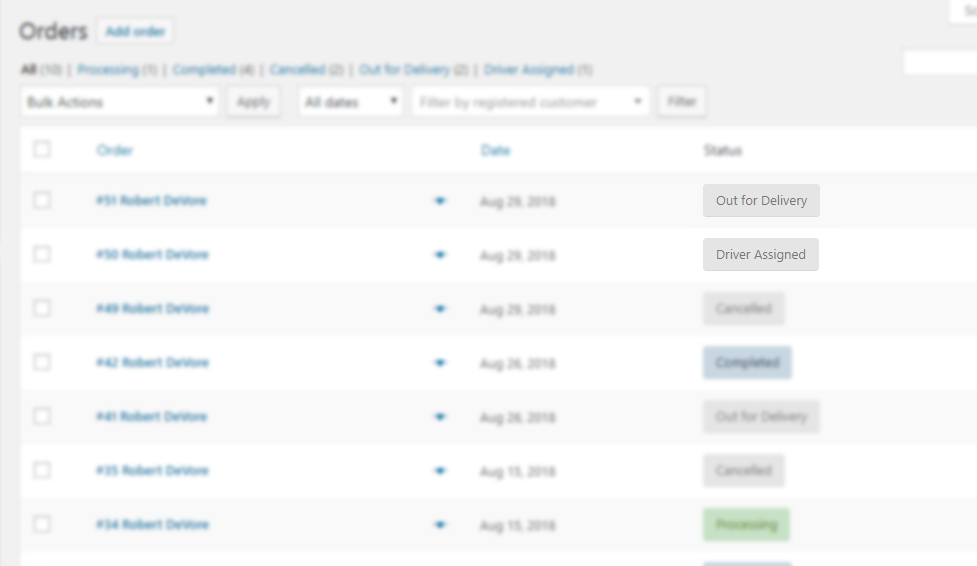 Orders Add order
All (10) | Processing (1) | Completed (4) | Cancelled (2) | Out for Delivery (2) | Driver Assigned (1)
Bulk Actions Apply All dates Filter by registered customer Filter
Order Date Status
#51 Robert DeVore Aug 29, 2018 Out for Delivery
#50 Robert DeVore Aug 29, 2018 Driver Assigned
#49 Robert DeVore Aug 29, 2018 Cancelled
#42 Robert DeVore Aug 26, 2018 Completed
#41 Robert DeVore Aug 26, 2018 Out for Delivery
#35 Robert DeVore Aug 15, 2018 Cancelled
#34 Robert DeVore Aug 15, 2018 Processing